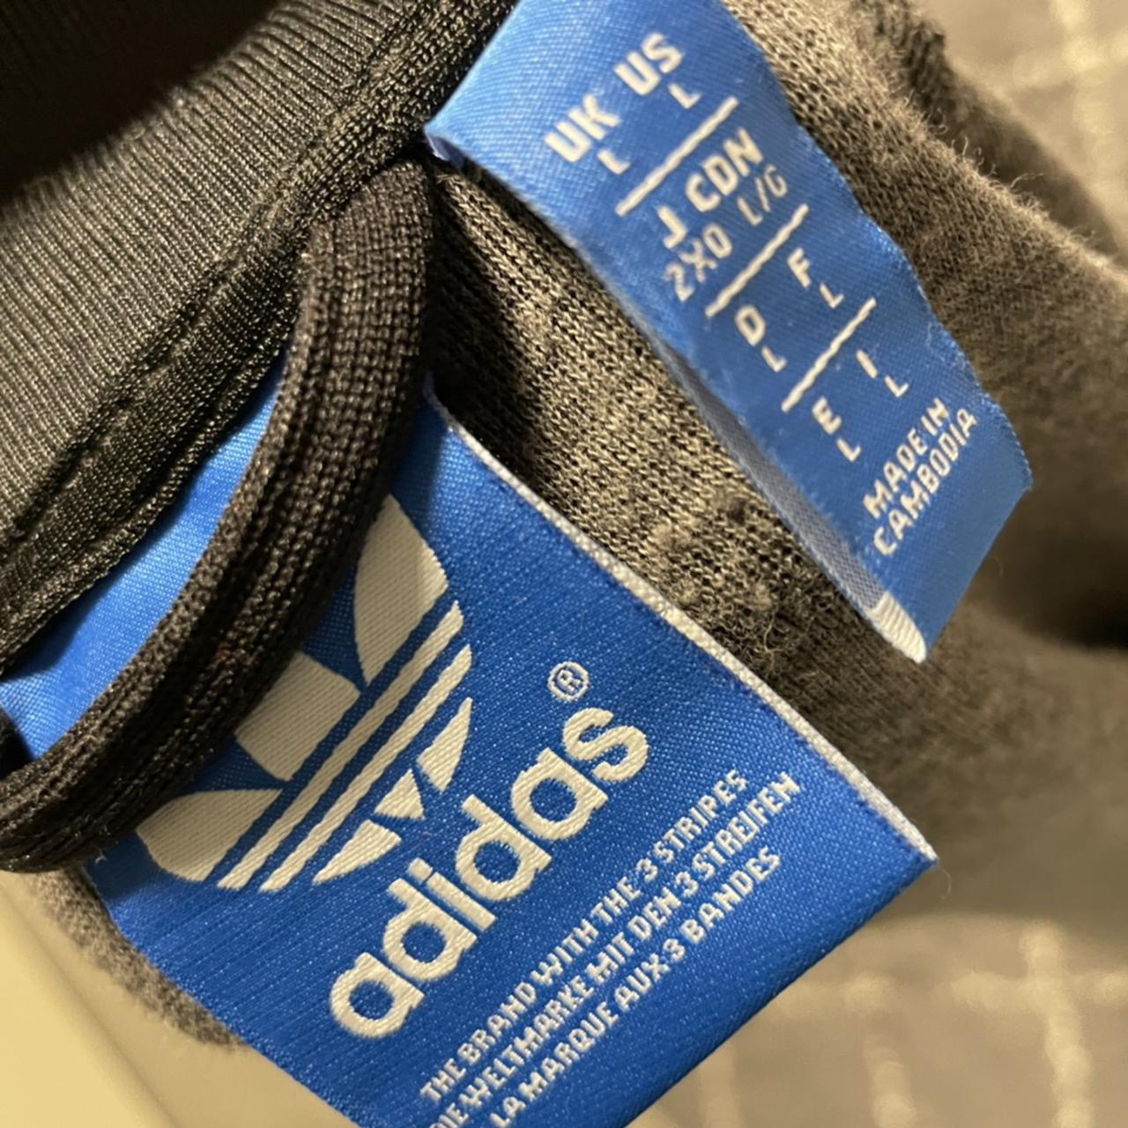 UK US
L L
J CDN
2XO L/G
D F
L L
E I
L L
MADE IN
CAMBODIA
adidas®
THE BRAND WITH THE 3 STRIPES
DIE WELTMARKE MIT DEN 3 STREIFEN
LA MARQUE AUX 3 BANDES